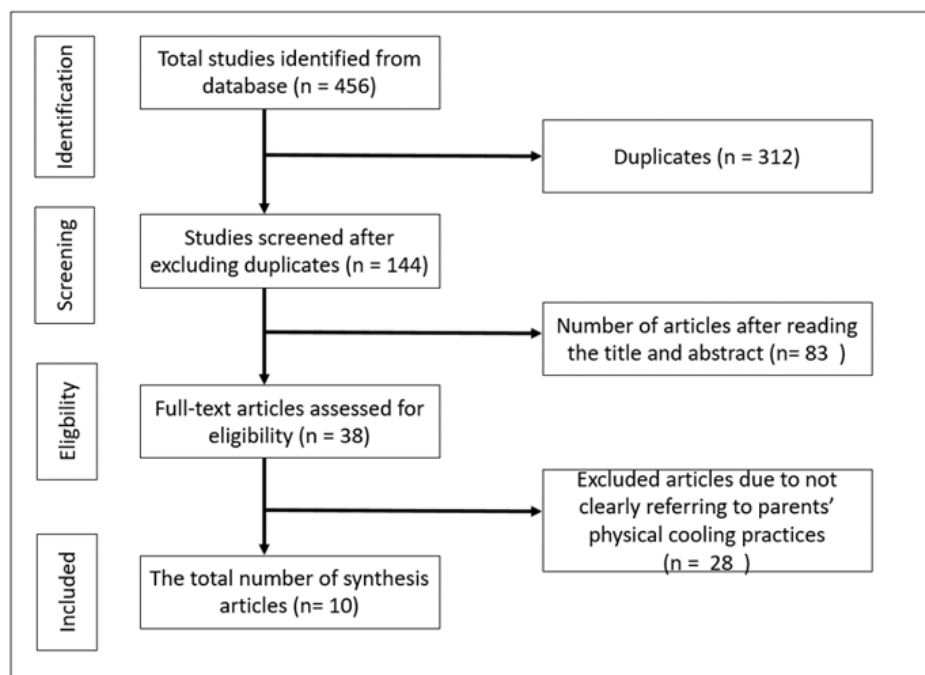 Identification
Total studies identified from
database (n = 456)
Duplicates (n = 312)
Screening
Studies screened after
excluding duplicates (n = 144)
Number of articles after reading
the title and abstract (n= 83  )
Eligbility
Full-text articles assessed for
eligibility (n = 38)
Excluded articles due to not
clearly referring to parents’
physical cooling practices
(n =  28  )
Included
The total number of synthesis
articles (n= 10)